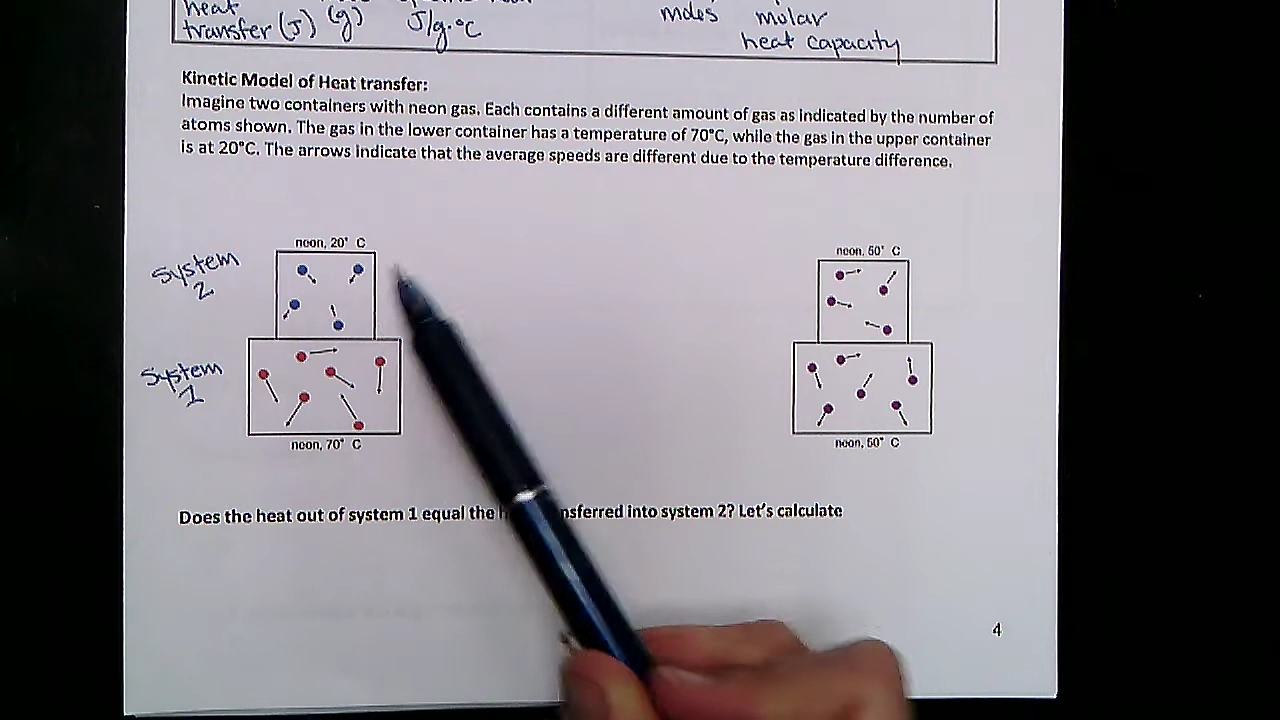 heat
transfer (J) (g) J/g·°C
moles molar
heat capacity
Kinetic Model of Heat transfer:
Imagine two containers with neon gas. Each contains a different amount of gas as indicated by the number of
atoms shown. The gas in the lower container has a temperature of 70°C, while the gas in the upper container
is at 20°C. The arrows indicate that the average speeds are different due to the temperature difference.
neon, 20° C
System
2
System
1
neon, 70° C
neon, 50° C
neon, 50° C
Does the heat out of system 1 equal the into system 2? Let's calculate
4